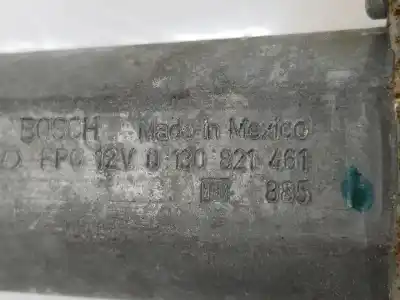 BOSCH Made in Mexico
FPG 12V 0 130 821 461
885